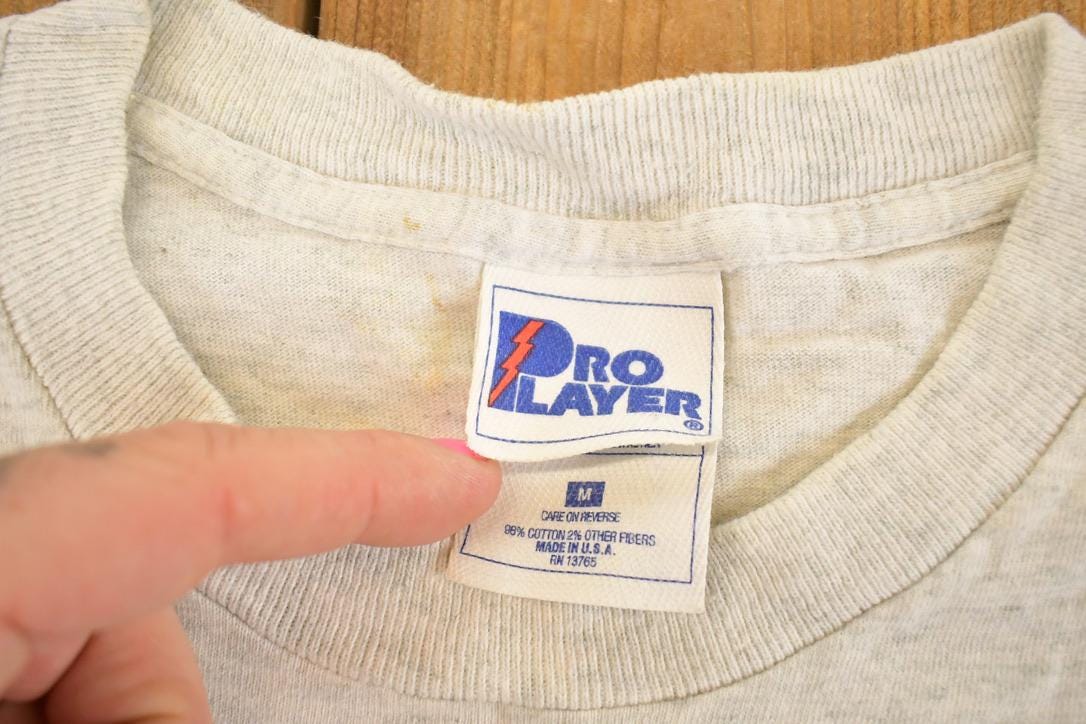 PRO
PLAYER®
M
CARE ON REVERSE
98% COTTON 2% OTHER FIBERS
MADE IN U.S.A.
RN 13765